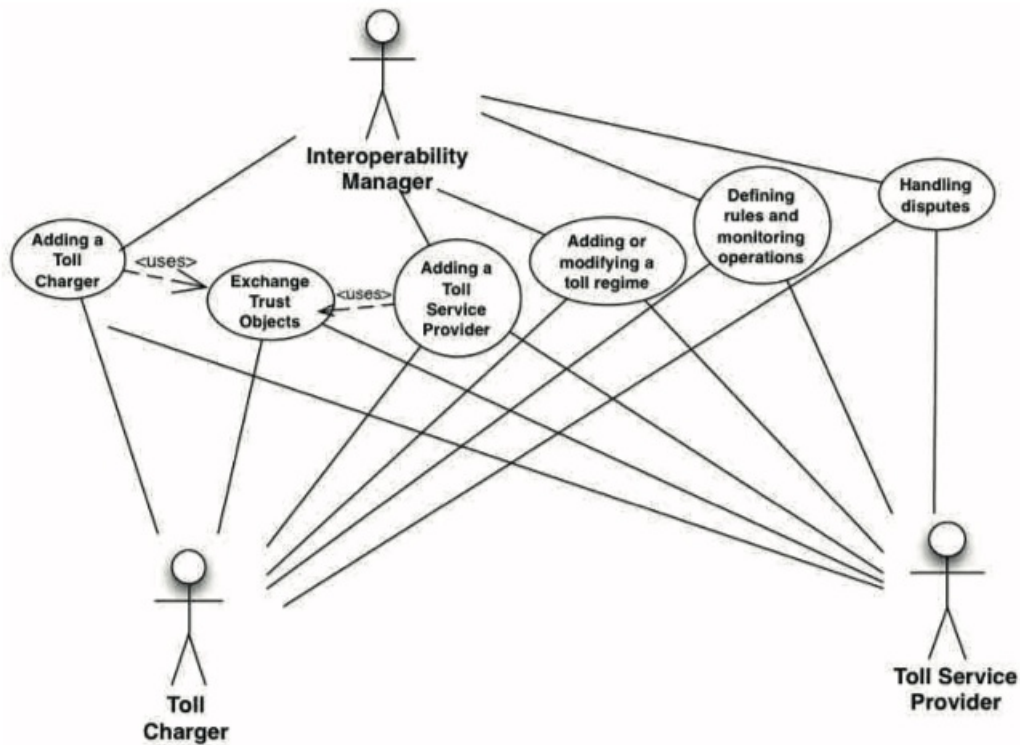 Interoperability
Manager
Adding a
Toll
Charger
<uses>
Exchange
Trust
Objects
<uses>
Adding a
Toll
Service
Provider
Adding or
modifying a
toll regime
Defining
rules and
monitoring
operations
Handling
disputes
Toll
Charger
Toll Service
Provider